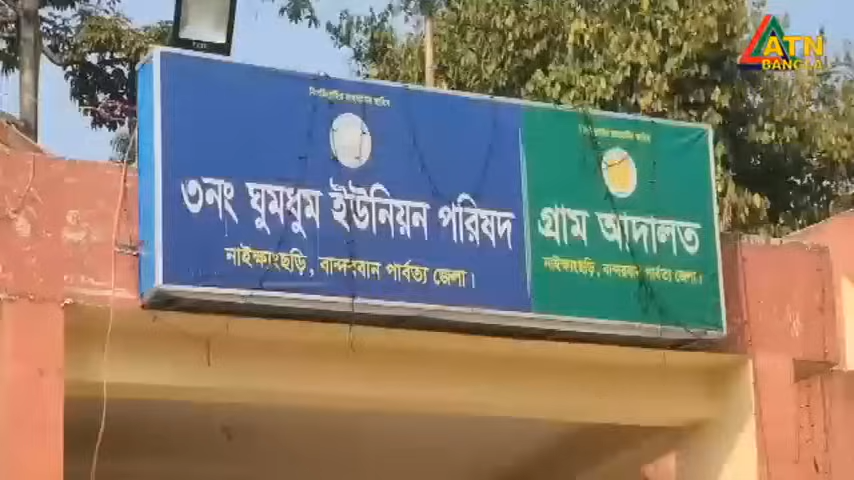 ATN
BANGLA
৩নং ঘুমধুম ইউনিয়ন পরিষদ
নাইক্ষ্যংছড়ি, বান্দরবান পার্বত্য জেলা।
গ্রাম আদালত
নাইক্ষ্যংছড়ি, বান্দরবান পার্বত্য জেলা।